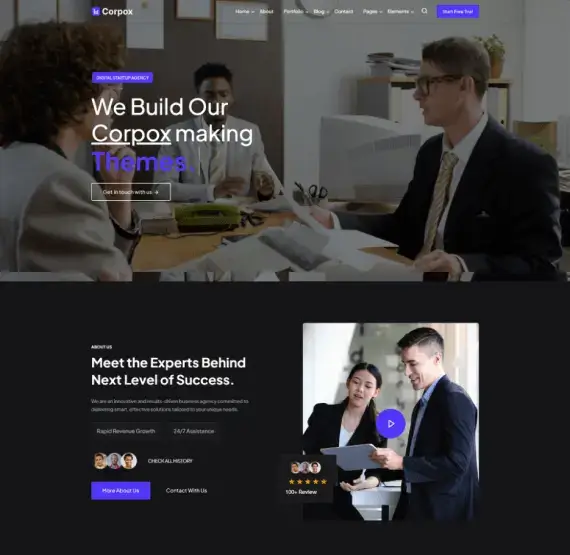 Corpox
Home About Portfolio Blog Contact Pages Elements Start Free Trial
DIGITAL STARTUP AGENCY
We Build Our
Corpox making
Themes.
Get in touch with us →
ABOUT US
Meet the Experts Behind
Next Level of Success.
We are an innovative and results-driven business agency committed to
delivering smart, effective solutions tailored to your unique needs.
Rapid Revenue Growth 24/7 Assistance
CHECK ALL HISTORY
More About Us Contact With Us
100+ Review